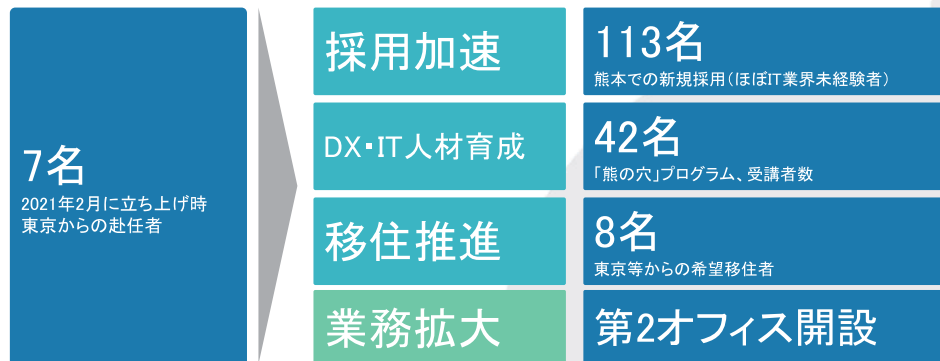 7名
2021年2月に立ち上げ時
東京からの赴任者
採用加速
113名
熊本での新規採用(ほぼIT業界未経験者)
DX・IT人材育成
42名
「熊の穴」プログラム、受講者数
移住推進
8名
東京等からの希望移住者
業務拡大
第2オフィス開設